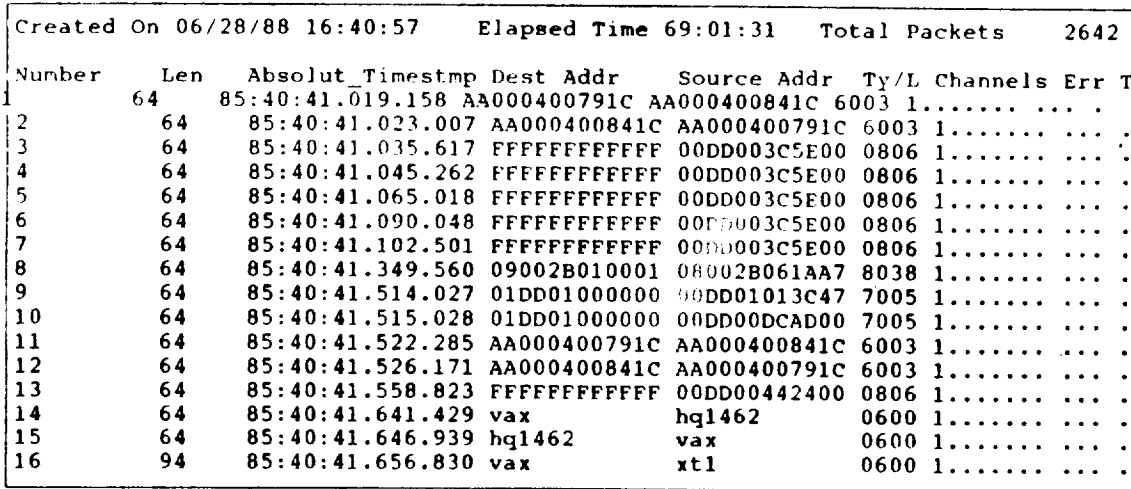 Created On 06/28/88 16:40:57 Elapsed Time 69:01:31 Total Packets 2642
Number Len Absolut_Timestmp Dest Addr Source Addr Ty/L Channels Err T
1 64 85:40:41.019.158 AA000400791C AA000400841C 6003 1....... ... .
2 64 85:40:41.023.007 AA000400841C AA000400791C 6003 1....... ... .
3 64 85:40:41.035.617 FFFFFFFFFFFF 00DD003C5E00 0806 1....... ... .
4 64 85:40:41.045.262 FFFFFFFFFFFF 00DD003C5E00 0806 1....... ... .
5 64 85:40:41.065.018 FFFFFFFFFFFF 00DD003C5E00 0806 1....... ... .
6 64 85:40:41.090.048 FFFFFFFFFFFF 00DD003C5E00 0806 1....... ... .
7 64 85:40:41.102.501 FFFFFFFFFFFF 00DD003C5E00 0806 1....... ... .
8 64 85:40:41.349.560 09002B010001 08002B061AA7 8038 1....... ... .
9 64 85:40:41.514.027 01DD01000000 00DD01013C47 7005 1....... ... .
10 64 85:40:41.515.028 01DD01000000 00DD00DCAD00 7005 1....... ... .
11 64 85:40:41.522.285 AA000400791C AA000400841C 6003 1....... ... .
12 64 85:40:41.526.171 AA000400841C AA000400791C 6003 1....... ... .
13 64 85:40:41.558.823 FFFFFFFFFFFF 00DD00442400 0806 1....... ... .
14 64 85:40:41.641.429 vax hq1462 0600 1....... ... .
15 64 85:40:41.646.939 hq1462 vax 0600 1....... ... .
16 94 85:40:41.656.830 vax xt1 0600 1....... ... .